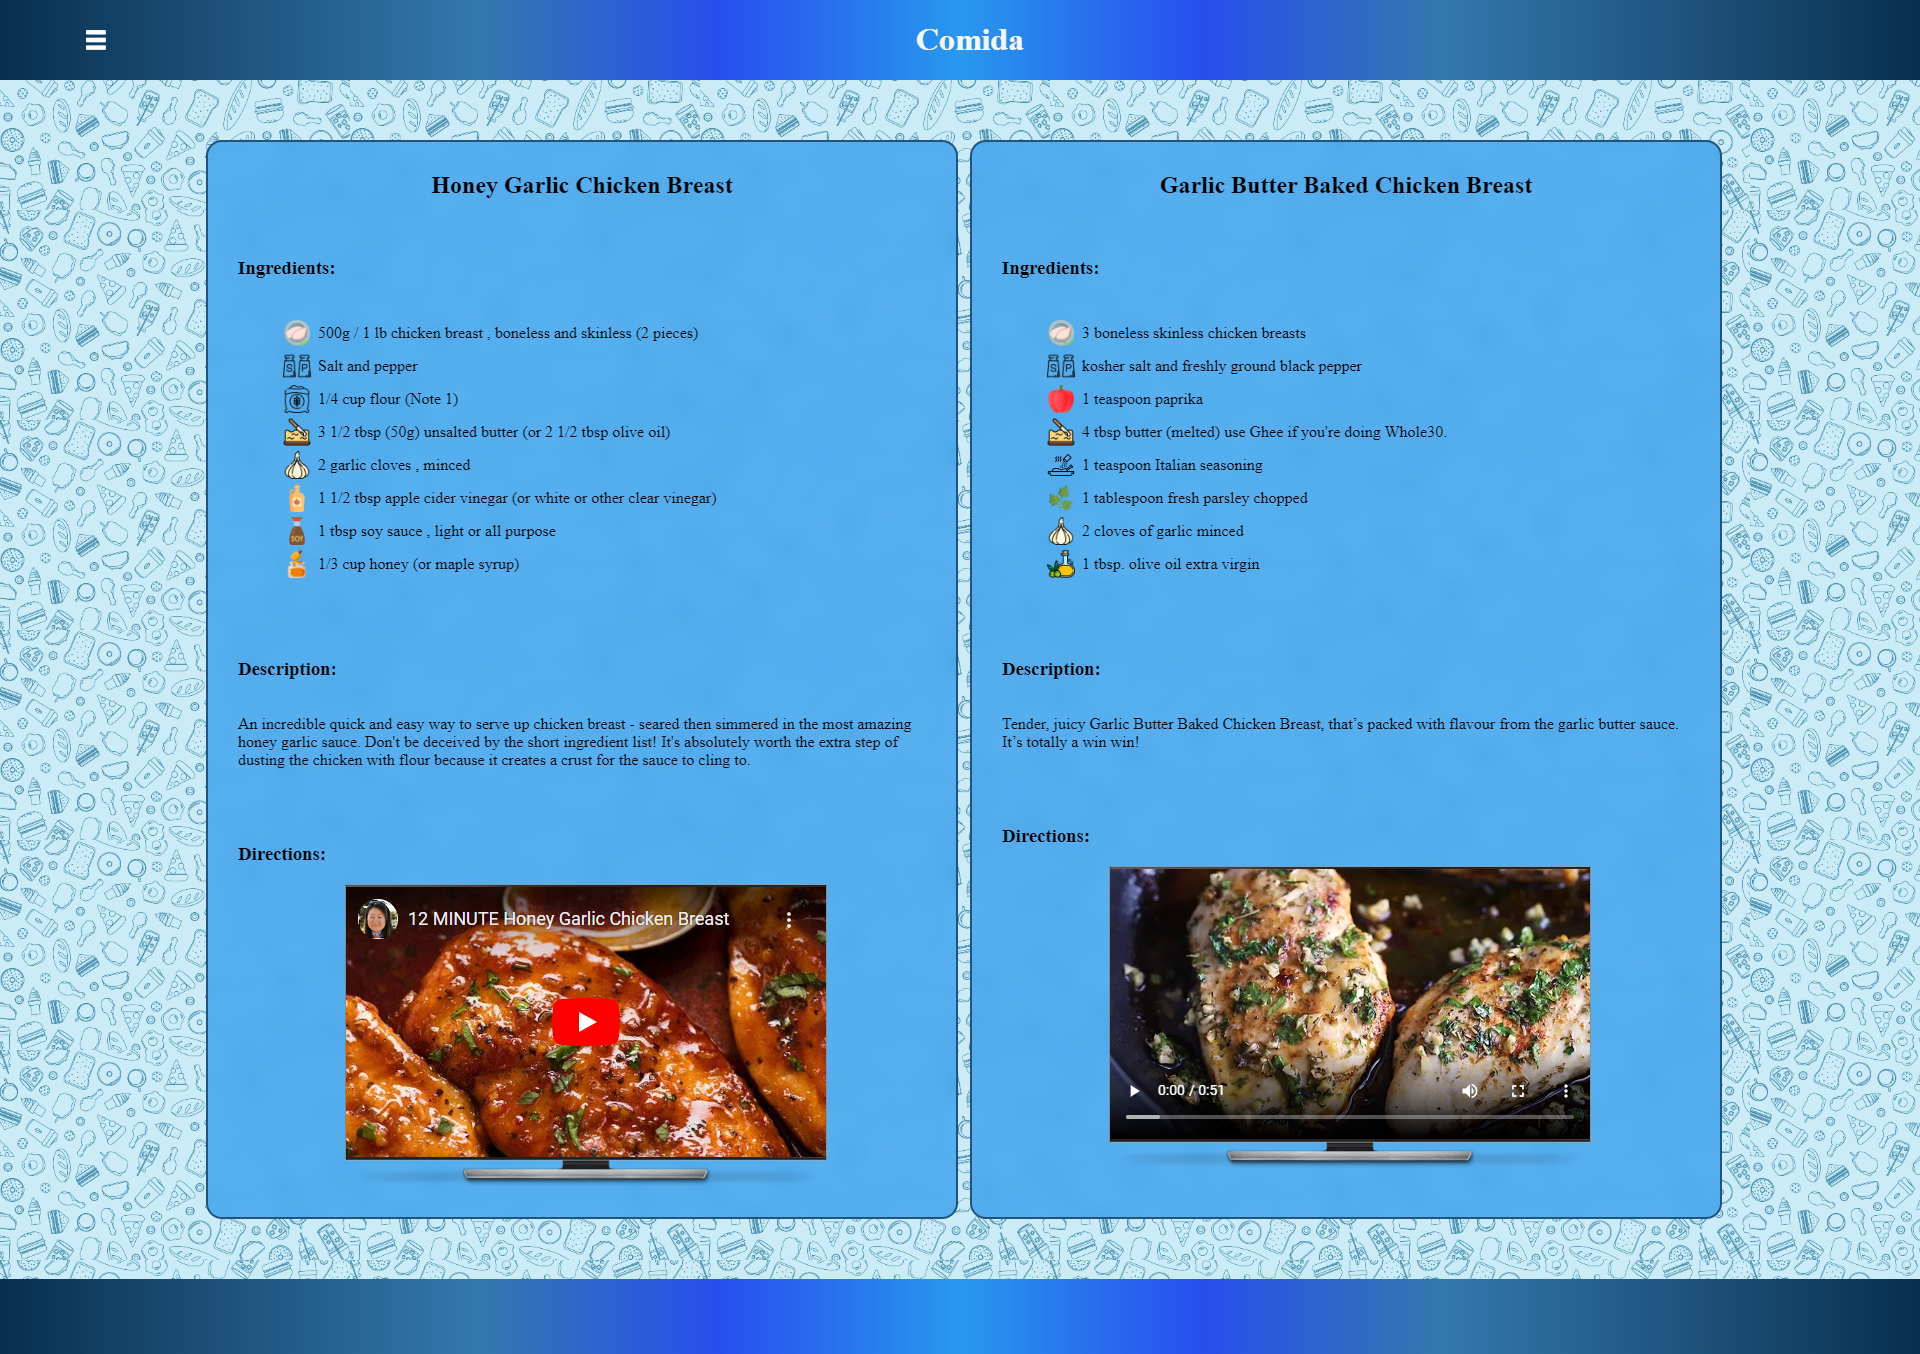 Comida
Honey Garlic Chicken Breast
Ingredients:
500g / 1 lb chicken breast , boneless and skinless (2 pieces)
S P Salt and pepper
1/4 cup flour (Note 1)
3 1/2 tbsp (50g) unsalted butter (or 2 1/2 tbsp olive oil)
2 garlic cloves , minced
1 1/2 tbsp apple cider vinegar (or white or other clear vinegar)
SOY 1 tbsp soy sauce , light or all purpose
1/3 cup honey (or maple syrup)
Description:
An incredible quick and easy way to serve up chicken breast - seared then simmered in the most amazing
honey garlic sauce. Don't be deceived by the short ingredient list! It's absolutely worth the extra step of
dusting the chicken with flour because it creates a crust for the sauce to cling to.
Directions:
12 MINUTE Honey Garlic Chicken Breast
Garlic Butter Baked Chicken Breast
Ingredients:
3 boneless skinless chicken breasts
S P kosher salt and freshly ground black pepper
1 teaspoon paprika
4 tbsp butter (melted) use Ghee if you're doing Whole30.
1 teaspoon Italian seasoning
1 tablespoon fresh parsley chopped
2 cloves of garlic minced
1 tbsp. olive oil extra virgin
Description:
Tender, juicy Garlic Butter Baked Chicken Breast, that’s packed with flavour from the garlic butter sauce.
It’s totally a win win!
Directions:
0:00 / 0:51